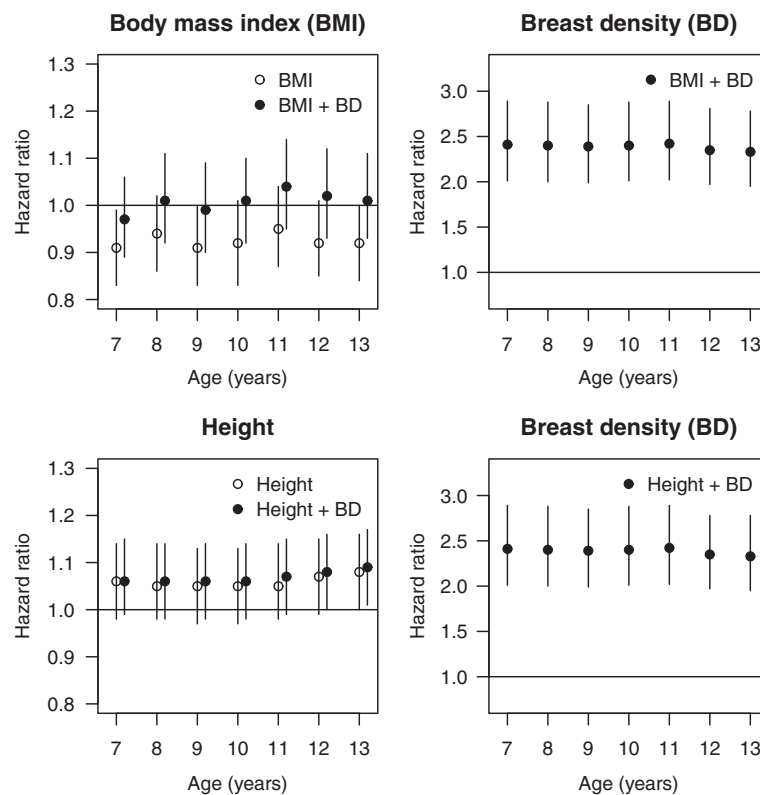 Body mass index (BMI)
Hazard ratio
1.3
1.2
1.1
1.0
0.9
0.8
BMI
BMI + BD
7 8 9 10 11 12 13
Age (years)
Breast density (BD)
Hazard ratio
3.0
2.5
2.0
1.5
1.0
BMI + BD
7 8 9 10 11 12 13
Age (years)
Height
Hazard ratio
1.3
1.2
1.1
1.0
0.9
0.8
Height
Height + BD
7 8 9 10 11 12 13
Age (years)
Breast density (BD)
Hazard ratio
3.0
2.5
2.0
1.5
1.0
Height + BD
7 8 9 10 11 12 13
Age (years)